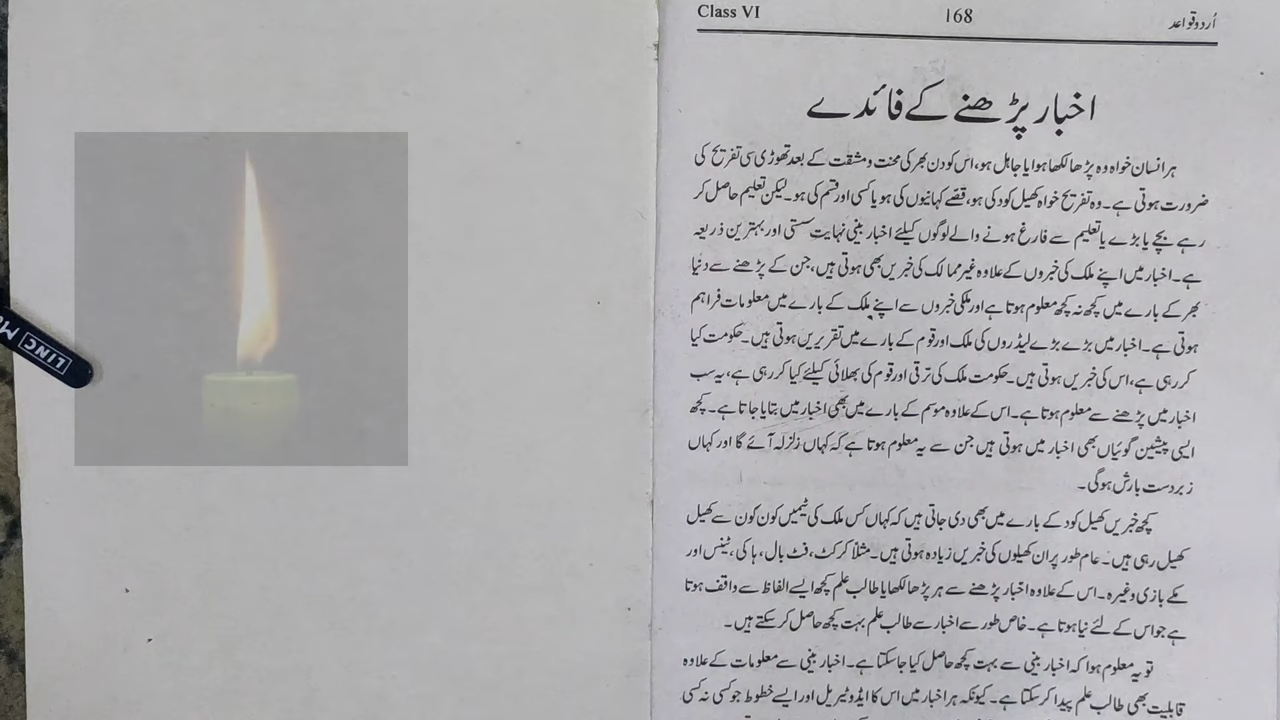 LINC M
Class VI 168 اُردو قواعد
اخبار پڑھنے کے فائدے
ہر انسان خواہ وہ پڑھا لکھا ہو ایا جاہل ہو، اس کو دن بھر کی محنت و مشقت کے بعد تھوڑی سی تفریح کی
ضرورت ہوتی ہے۔ وہ تفریح خواہ کھیل کود کی ہو، قصے کہانیوں کی ہو یا کسی اور قسم کی ہو۔ لیکن تعلیم حاصل کر
رہے بچے یا بڑے یا تعلیم سے فارغ ہونے والے لوگوں کیلئے اخبار بینی نہایت سستی اور بہترین ذریعہ
ہے۔ اخبار میں اپنے ملک کی خبروں کے علاوہ غیر ممالک کی خبریں بھی ہوتی ہیں، جن کے پڑھنے سے دنیا
بھر کے بارے میں کچھ نہ کچھ معلوم ہوتا ہے اور ملکی خبروں سے اپنے ملک کے بارے میں معلومات فراہم
ہوتی ہے۔ اخبار میں بڑے بڑے لیڈروں کی ملک اور قوم کے بارے میں تقریریں ہوتی ہیں۔ حکومت کیا
کر رہی ہے، اس کی خبریں ہوتی ہیں۔ حکومت ملک کی ترقی اور قوم کی بھلائی کیلئے کیا کر رہی ہے، یہ سب
اخبار میں پڑھنے سے معلوم ہوتا ہے۔ اس کے علاوہ موسم کے بارے میں بھی اخبار میں بتایا جاتا ہے۔ کچھ
ایسی پیشین گوئیاں بھی اخبار میں ہوتی ہیں جن سے یہ معلوم ہوتا ہے کہ کہاں زلزلہ آئے گا اور کہاں
زبردست بارش ہوگی۔
کچھ خبریں کھیل کود کے بارے میں بھی دی جاتی ہیں کہ کہاں کس ملک کی ٹیمیں کون کون سے کھیل
کھیل رہی ہیں۔ عام طور پر ان کھیلوں کی خبریں زیادہ ہوتی ہیں۔ مثلاً کرکٹ، فٹ بال، ہاکی، ٹینس اور
مکے بازی وغیرہ۔ اس کے علاوہ اخبار پڑھنے سے ہر پڑھا لکھا یا طالب علم کچھ ایسے الفاظ سے واقف ہوتا
ہے جو اس کے لئے نیا ہوتا ہے۔ خاص طور سے اخبار سے طالب علم بہت کچھ حاصل کر سکتے ہیں۔
تو یہ معلوم ہوا کہ اخبار بینی سے بہت کچھ حاصل کیا جا سکتا ہے۔ اخبار بینی سے معلومات کے علاوہ
قابلیت بھی طالب علم پیدا کر سکتا ہے۔ کیونکہ ہر اخبار میں اس کا ایڈوٹیریل اور ایسے خطوط جو کسی نہ کسی